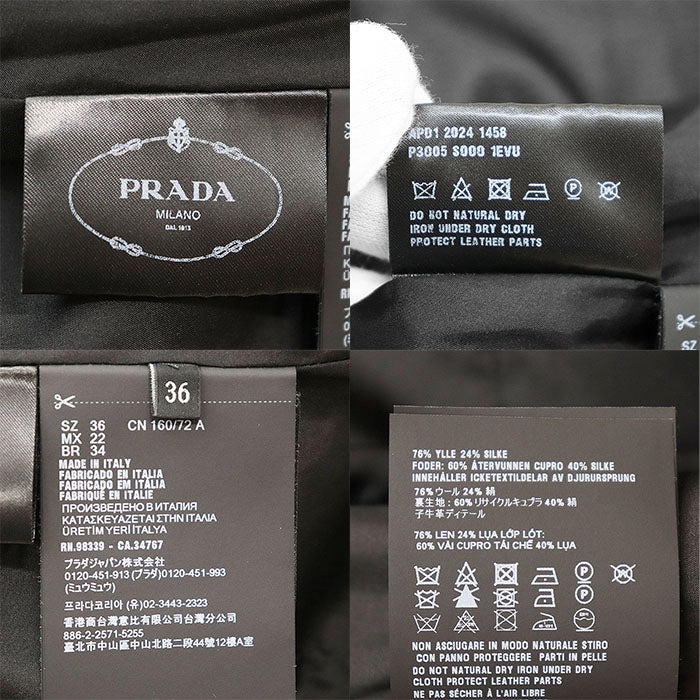 PRADA
MILANO
DAL 1913
APD1 2024 1458
P3005 S000 1EVU
DO NOT NATURAL DRY
IRON UNDER DRY CLOTH
PROTECT LEATHER PARTS
SZ
36
SZ 36 CN 160/72 A
MX 22
BR 34
MADE IN ITALY
FABRICADO EN ITALIA
FABRICADO EM ITALIA
FABRIQUÉ EN ITALIE
ПРОИЗВЕДЕНО В ИТАЛИЯ
ΚΑΤΑΣΚΕΥΑΖΕΤΑΙ ΣΤΗΝ ΙΤΑΛΙΑ
ÜRETİM YERİ İTALYA
RN.98339 - CA.34767
プラダジャパン株式会社
0120-451-913 (プラダ) 0120-451-993
(ミュウミュウ)
프라다코리아 (유) 02-3443-2323
香港商台灣意比有限公司台灣分公司
886-2-2571-5255
臺北市中山區中山北路二段44號12樓A室
76% YLLE 24% SILKE
FODER: 60% ÅTERVUNNEN CUPRO 40% SILKE
INNEHÅLLER ICKETEXTILDELAR AV DJURURSPRUNG
76% ウール 24% 絹
裏生地：60% リサイクルキュプラ 40% 絹
子牛革ディテール
76% LEN 24% LỤA LỚP LÓT:
60% VẢI CUPRO TÁI CHẾ 40% LỤA
NON ASCIUGARE IN MODO NATURALE STIRO
CON PANNO PROTEGGERE PARTI IN PELLE
DO NOT NATURAL DRY IRON UNDER DRY
CLOTH PROTECT LEATHER PARTS
NE PAS SÉCHER À L'AIR LIBRE